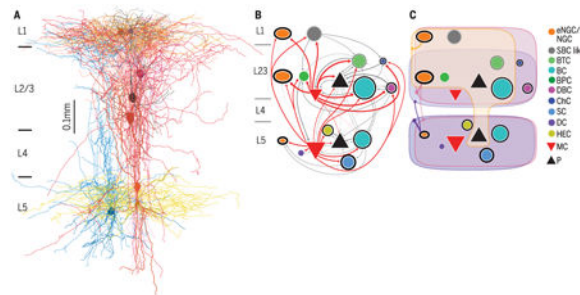 A
L1
L2/3
L4
L5
0.1mm
B
L1
L23
L4
L5
C
eNGC/
NGC
SBC like
BTC
BC
BPC
DBC
ChC
SC
DC
HEC
MC
P